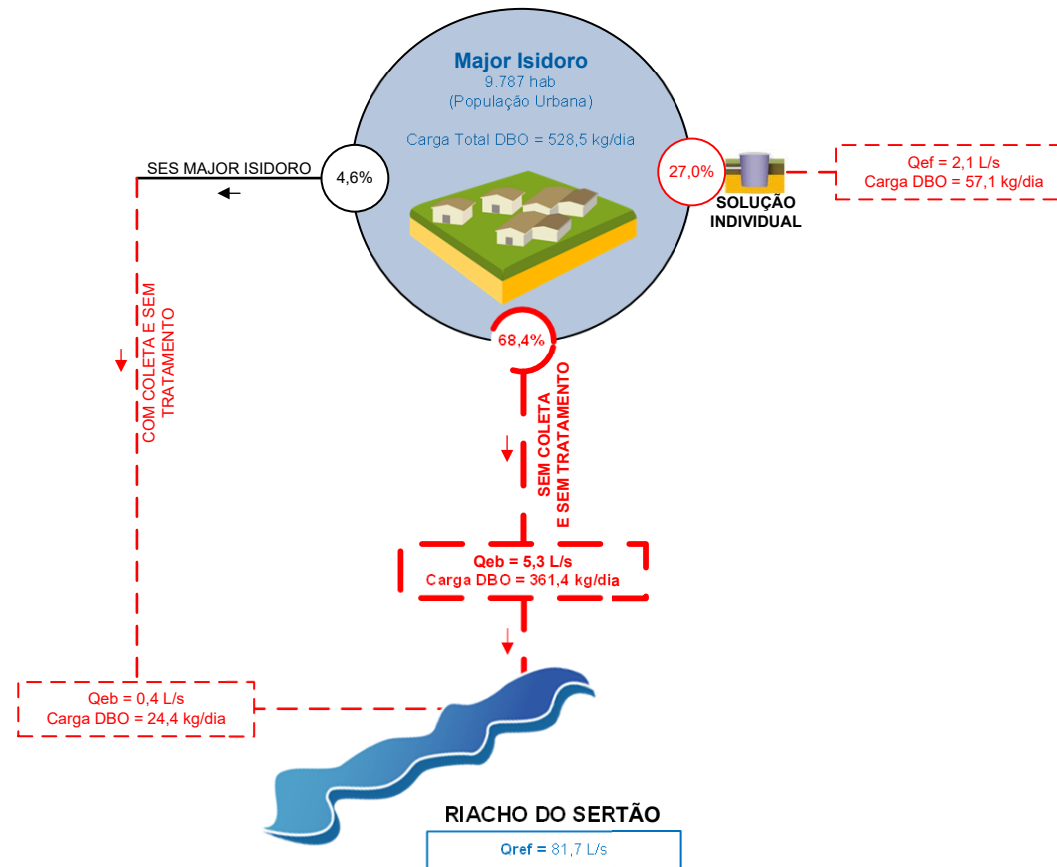 Major Isidoro
9.787 hab
(População Urbana)
Carga Total DBO = 528,5 kg/dia
SES MAJOR ISIDORO
4,6%
27,0%
SOLUÇÃO
INDIVIDUAL
Qef = 2,1 L/s
Carga DBO = 57,1 kg/dia
68,4%
COM COLETA E SEM
TRATAMENTO
SEM COLETA
E SEM TRATAMENTO
Qeb = 5,3 L/s
Carga DBO = 361,4 kg/dia
Qeb = 0,4 L/s
Carga DBO = 24,4 kg/dia
RIACHO DO SERTÃO
Qref = 81,7 L/s